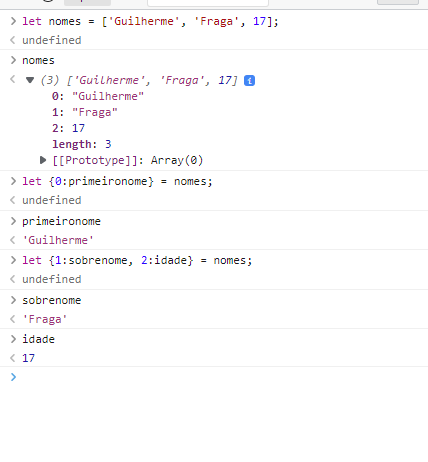 let nomes = ['Guilherme', 'Fraga', 17];
undefined
nomes
(3) ['Guilherme', 'Fraga', 17] i
0: "Guilherme"
1: "Fraga"
2: 17
length: 3
[[Prototype]]: Array(0)
let {0:primeironome} = nomes;
undefined
primeironome
'Guilherme'
let {1:sobrenome, 2:idade} = nomes;
undefined
sobrenome
'Fraga'
idade
17